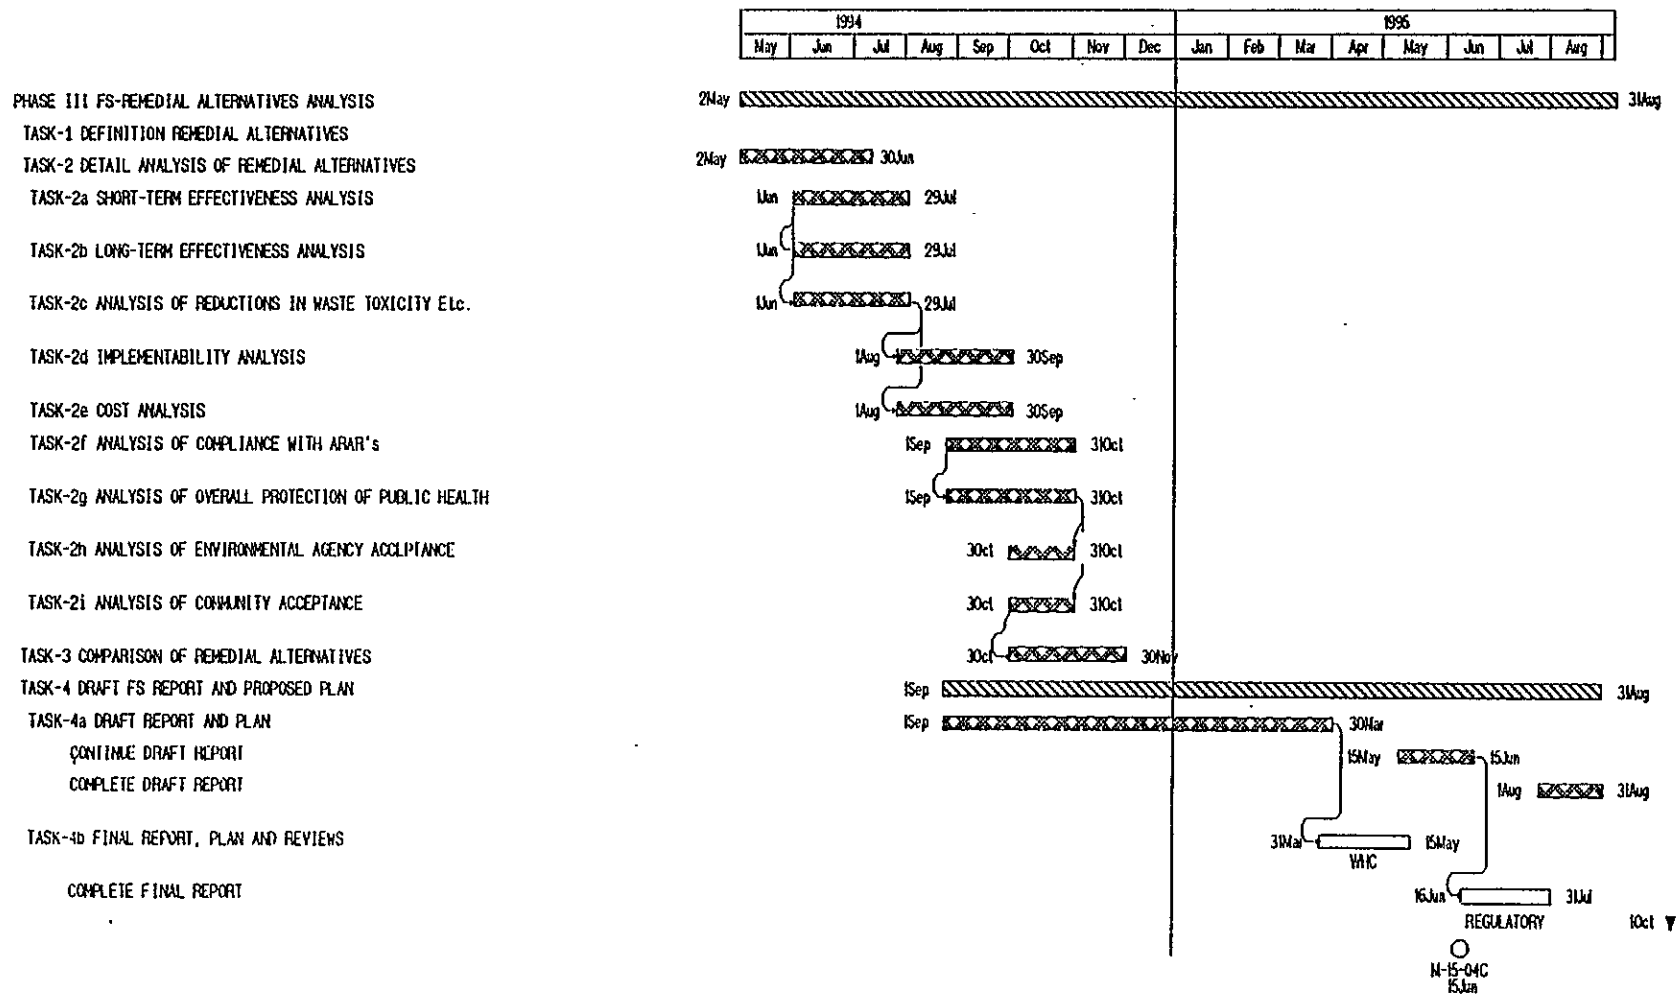 1994 1995
May Jun Jul Aug Sep Oct Nov Dec Jan Feb Mar Apr May Jun Jul Aug
PHASE III FS-REMEDIAL ALTERNATIVES ANALYSIS 2May 31Aug
TASK-1 DEFINITION REMEDIAL ALTERNATIVES
TASK-2 DETAIL ANALYSIS OF REMEDIAL ALTERNATIVES 2May 30Jun
TASK-2a SHORT-TERM EFFECTIVENESS ANALYSIS 1Jun 29Jul
TASK-2b LONG-TERM EFFECTIVENESS ANALYSIS 1Jun 29Jul
TASK-2c ANALYSIS OF REDUCTIONS IN WASTE TOXICITY Etc. 1Jun 29Jul
TASK-2d IMPLEMENTABILITY ANALYSIS 1Aug 30Sep
TASK-2e COST ANALYSIS 1Aug 30Sep
TASK-2f ANALYSIS OF COMPLIANCE WITH ARAR's 1Sep 31Oct
TASK-2g ANALYSIS OF OVERALL PROTECTION OF PUBLIC HEALTH 1Sep 31Oct
TASK-2h ANALYSIS OF ENVIRONMENTAL AGENCY ACCEPTANCE 3Oct 31Oct
TASK-2i ANALYSIS OF COMMUNITY ACCEPTANCE 3Oct 31Oct
TASK-3 COMPARISON OF REMEDIAL ALTERNATIVES 3Oct 30Nov
TASK-4 DRAFT FS REPORT AND PROPOSED PLAN 1Sep 31Aug
TASK-4a DRAFT REPORT AND PLAN 1Sep 30Mar
CONTINUE DRAFT REPORT 15May 15Jun
COMPLETE DRAFT REPORT 1Aug 31Aug
TASK-4b FINAL REPORT, PLAN AND REVIEWS 31Mar 15May
WHC
COMPLETE FINAL REPORT 16Jun 31Jul
REGULATORY 1Oct
M-15-04C
15Jun